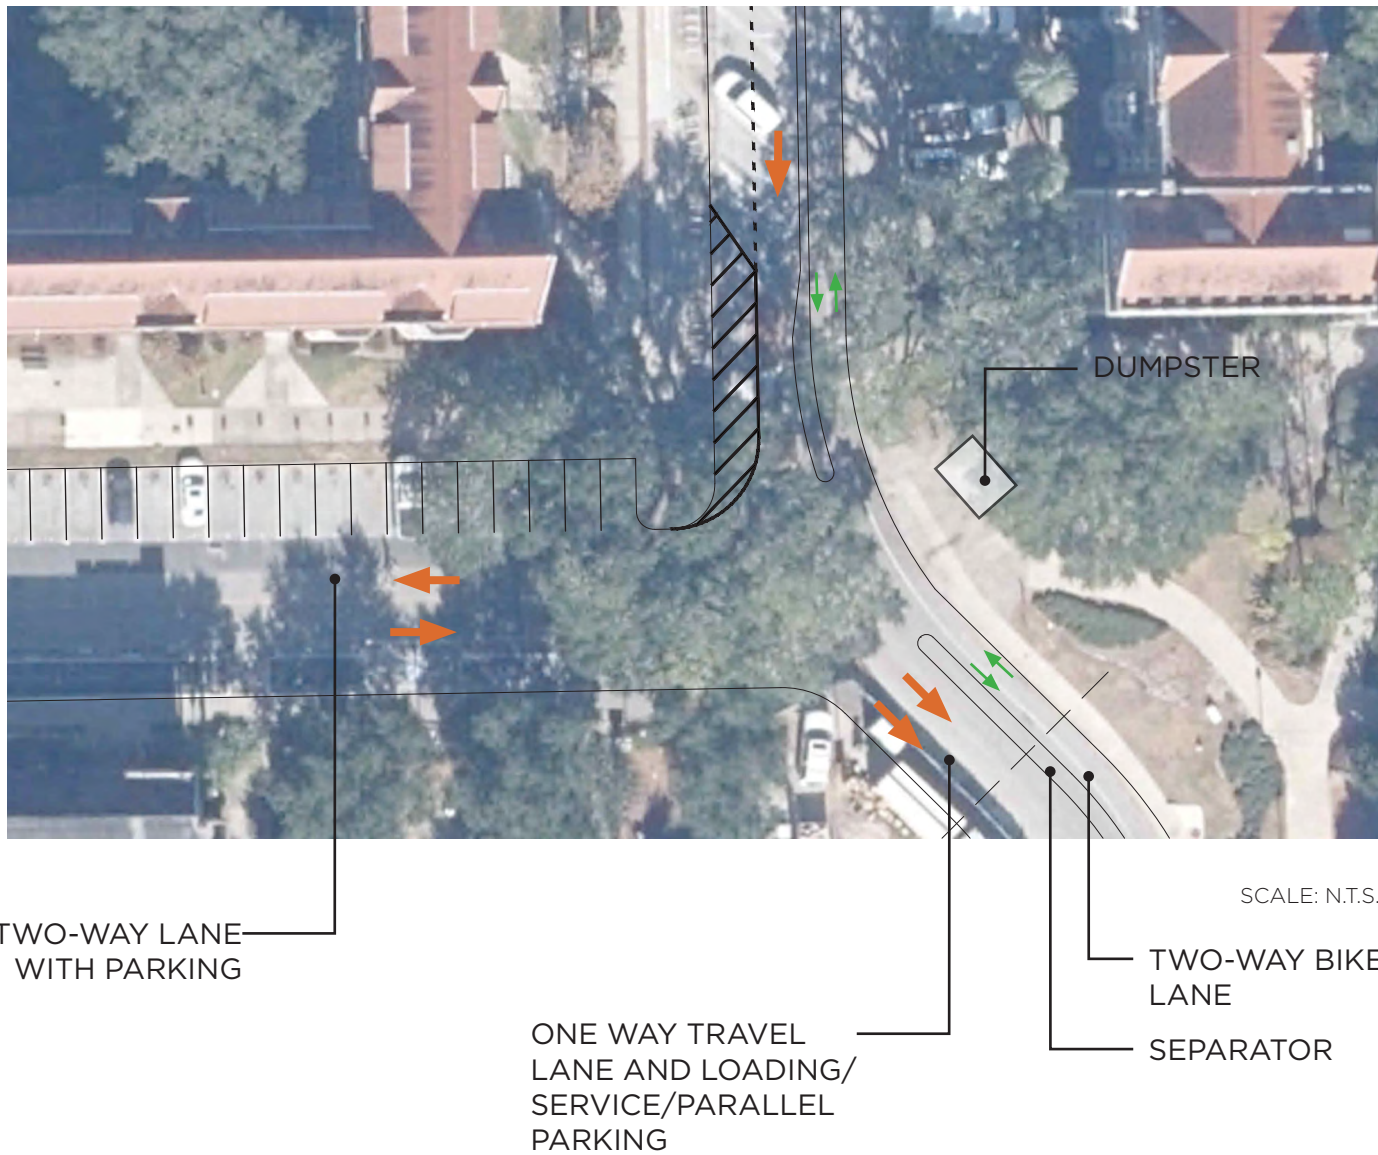 DUMPSTER
SCALE: N.T.S.
TWO-WAY LANE
WITH PARKING
TWO-WAY BIKE
LANE
ONE WAY TRAVEL
LANE AND LOADING/
SERVICE/PARALLEL
PARKING
SEPARATOR